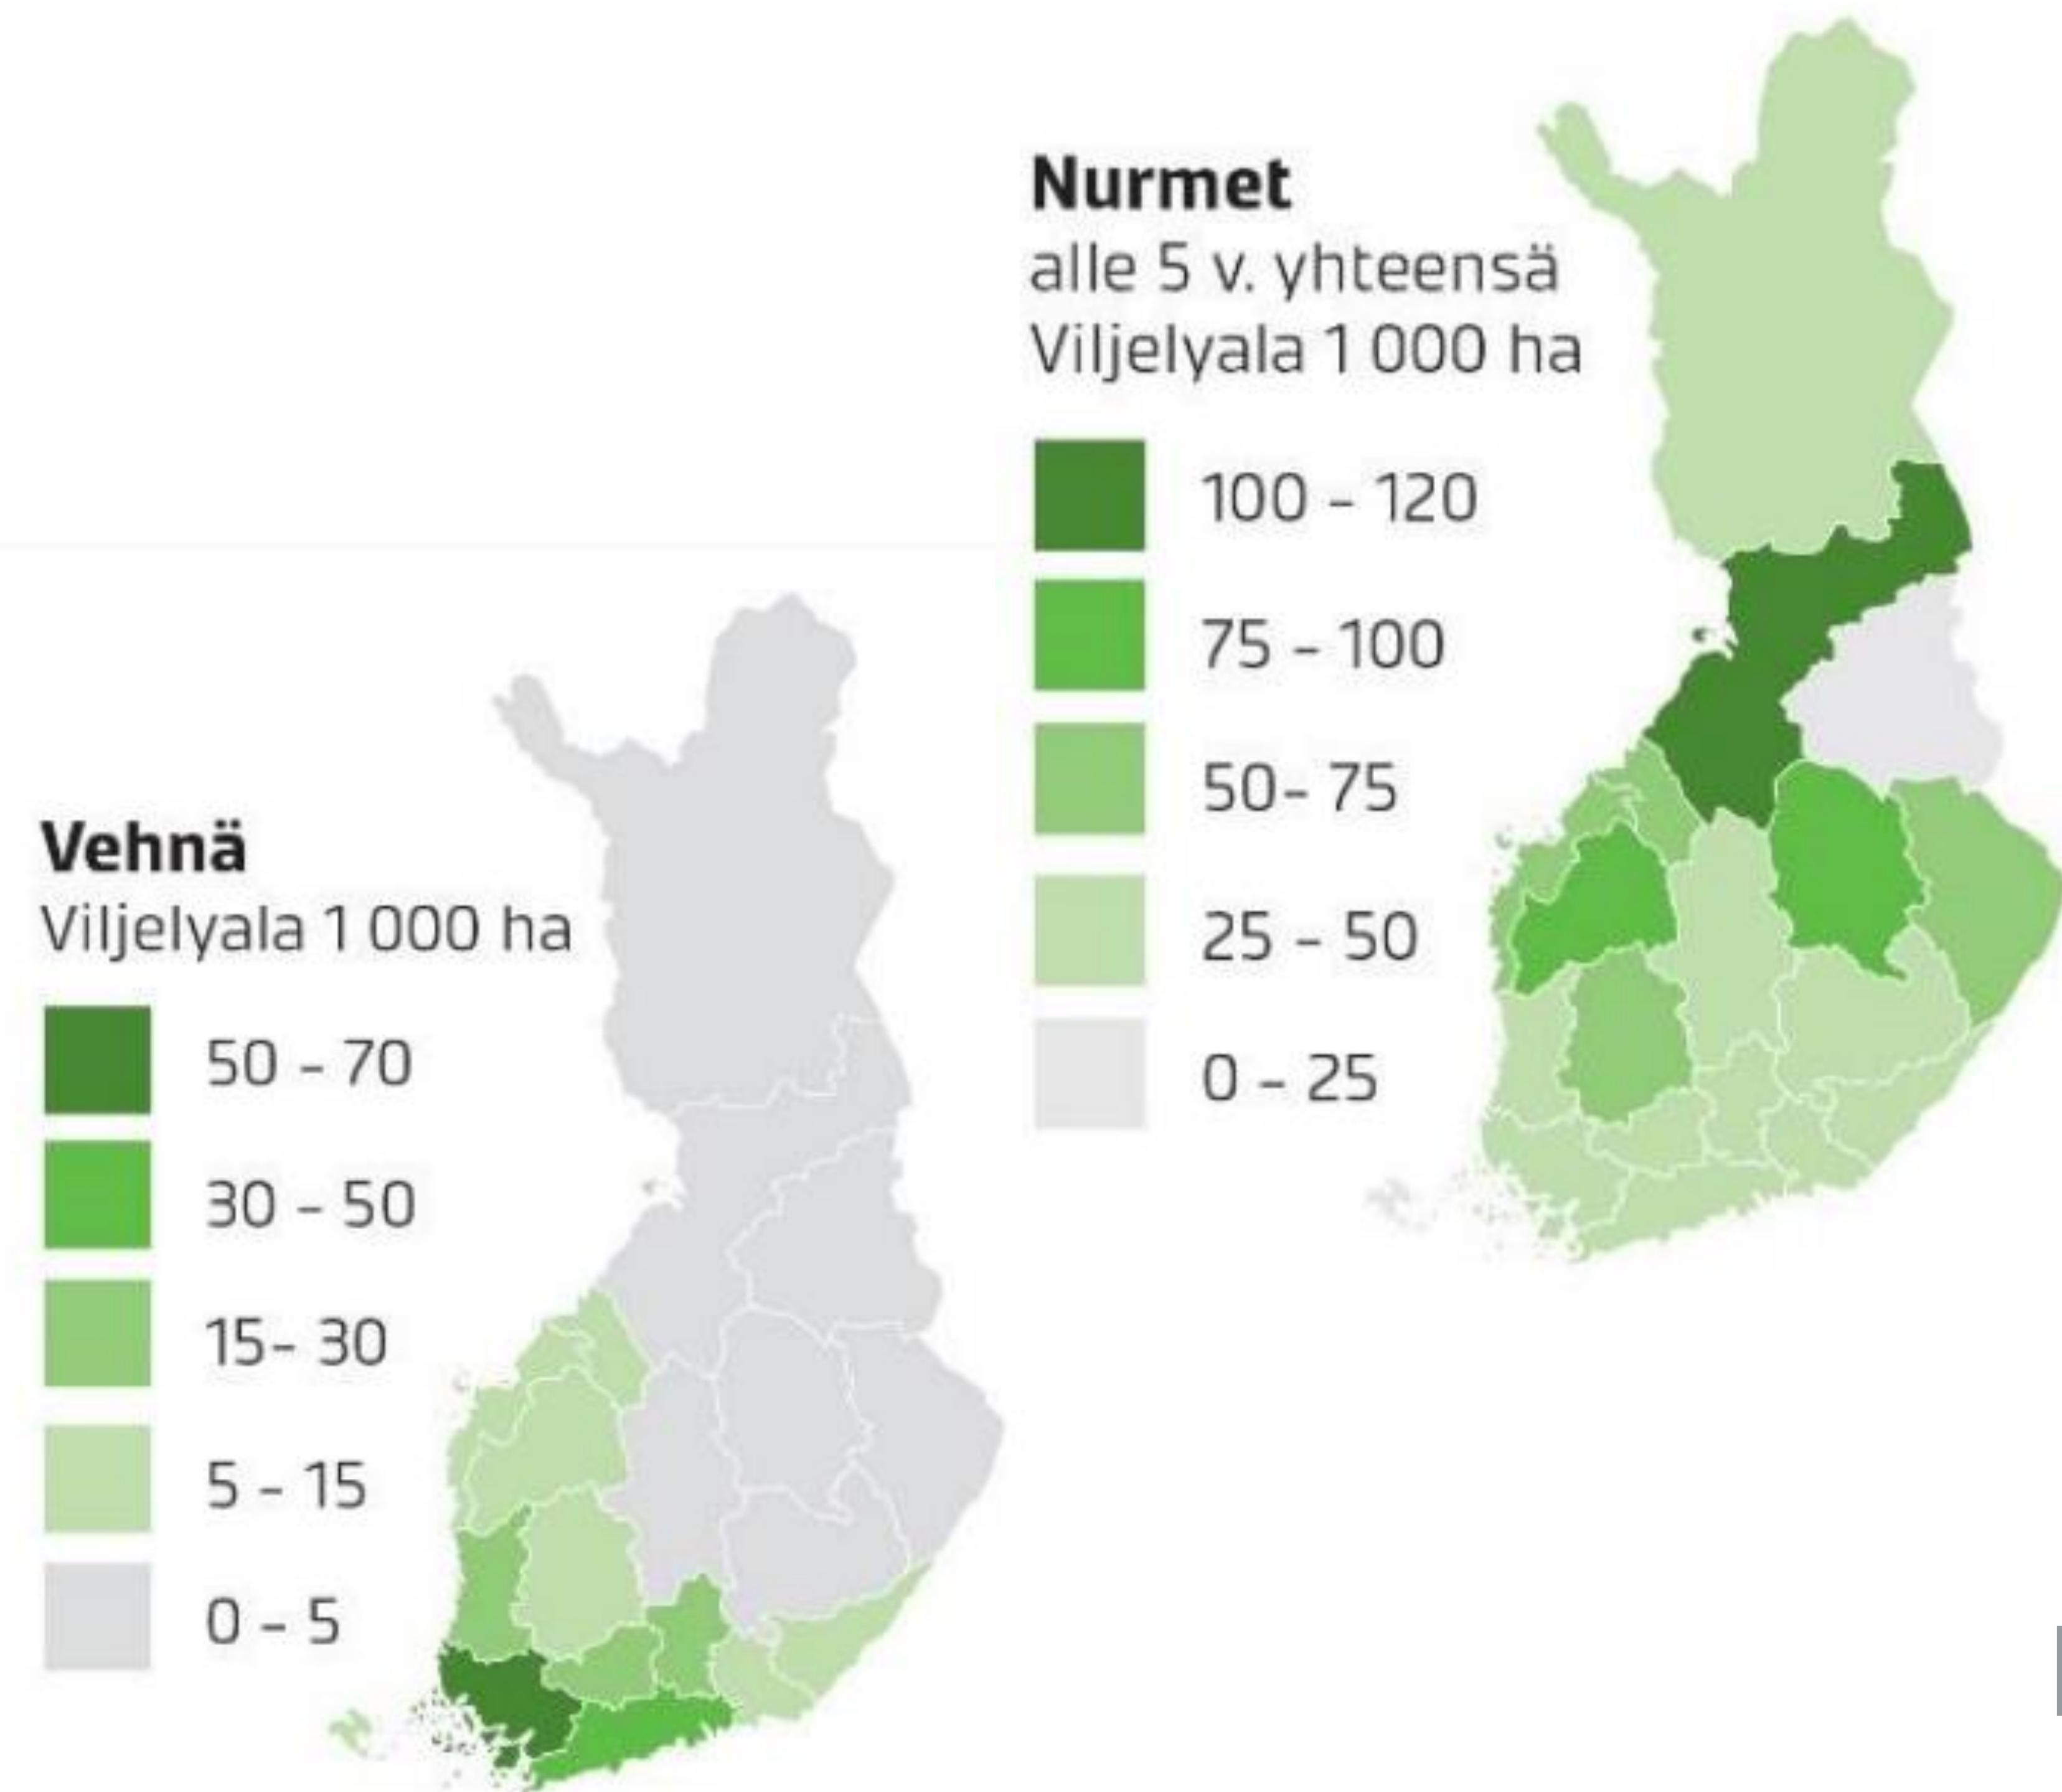 Nurmet
alle 5 v. yhteensä
Viljelyala 1 000 ha
100 - 120
75 - 100
50- 75
25 - 50
0 - 25
Vehnä
Viljelyala 1 000 ha
50 - 70
30 - 50
15- 30
5 - 15
0 - 5